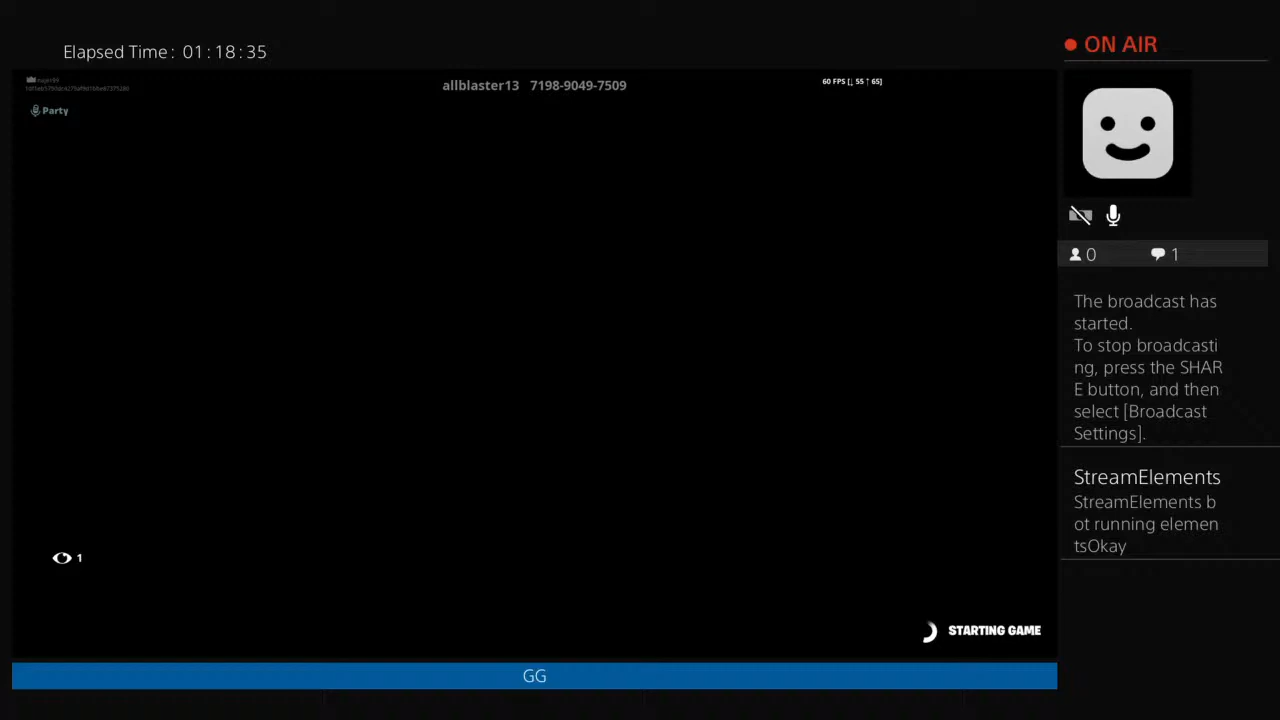 Elapsed Time: 01:18:35
ON AIR
allblaster13 7198-9049-7509
60 FPS [↓ 55 ↑ 65]
Party
0
1
The broadcast has
started.
To stop broadcasti
ng, press the SHAR
E button, and then
select [Broadcast
Settings].
StreamElements
StreamElements b
ot running elemen
tsOkay
1
STARTING GAME
GG